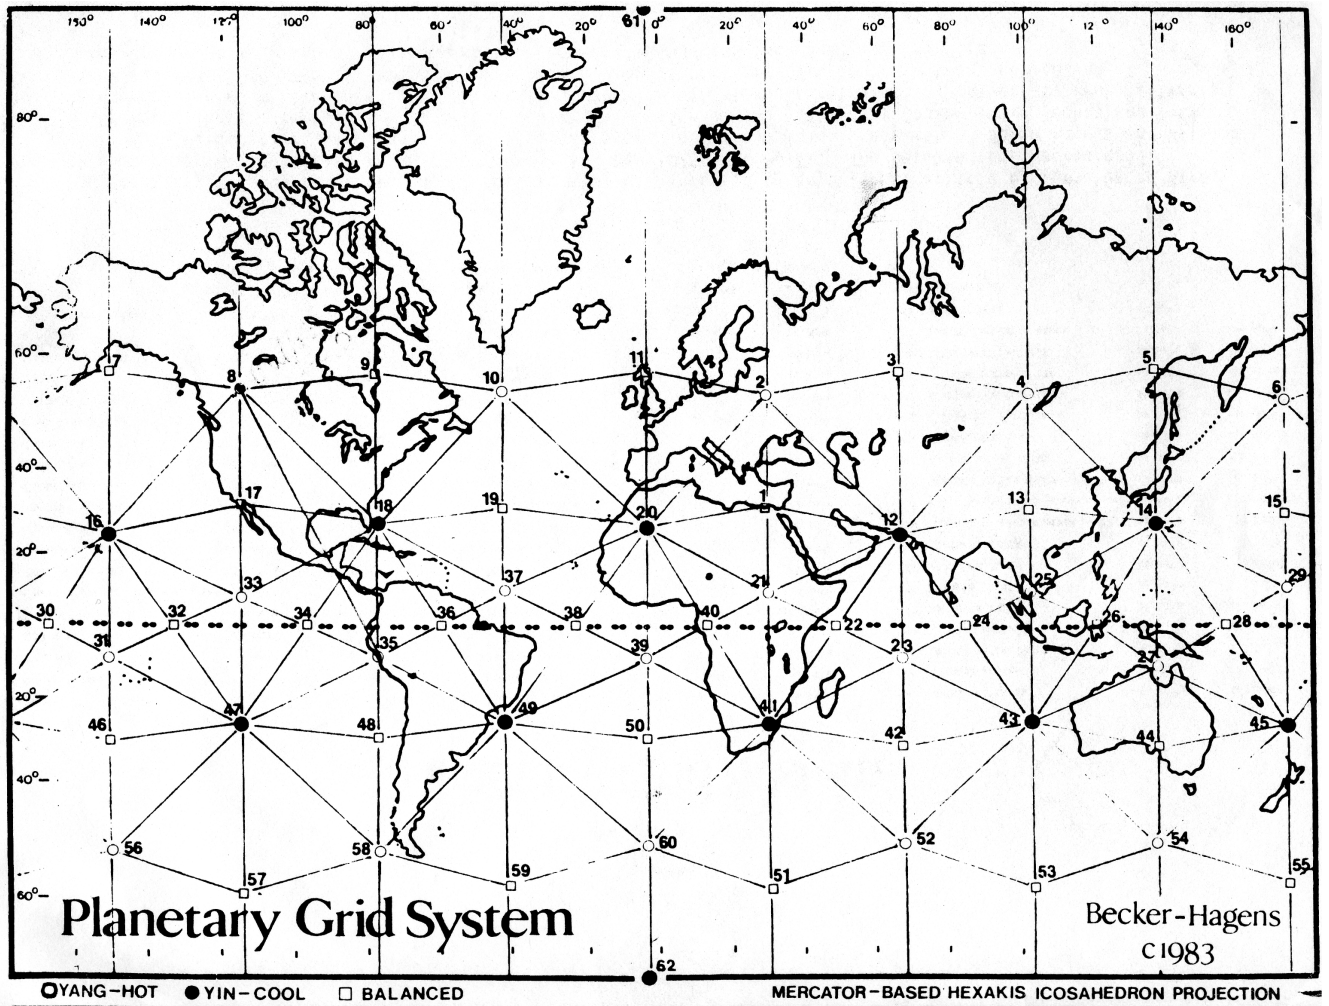 61
150° 140° 12° 100° 80° 60° 40° 20° 0° 20° 40° 60° 80° 100° 12 140° 160°
80°
60°
7 8 9 10 11 2 3 4 5 6
40°
16 17 18 19 20 1 12 13 14 15
20°
33 37 21 25 29
30 32 34 36 38 40 22 24 26 28
31 35 39 23 27
20°
46 47 48 49 50 41 42 43 44 45
40°
56 58 60 52 54
57 59 51 53 55
60°
Planetary Grid System
Becker-Hagens
C 1983
62
YANG-HOT YIN-COOL BALANCED
MERCATOR-BASED HEXAKIS ICOSAHEDRON PROJECTION